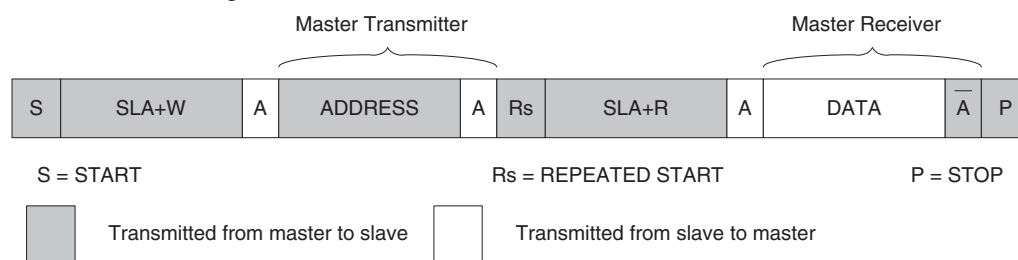 Master Transmitter Master Receiver
S SLA+W A ADDRESS A Rs SLA+R A DATA A̅ P
S = START Rs = REPEATED START P = STOP
Transmitted from master to slave Transmitted from slave to master